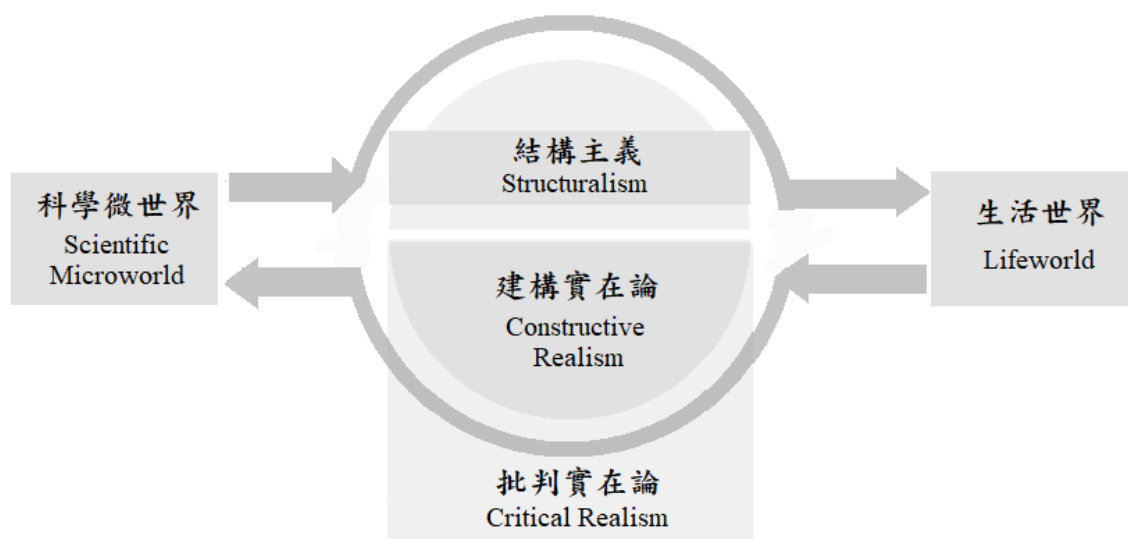 科學微世界
Scientific
Microworld
結構主義
Structuralism
建構實在論
Constructive
Realism
批判實在論
Critical Realism
生活世界
Lifeworld